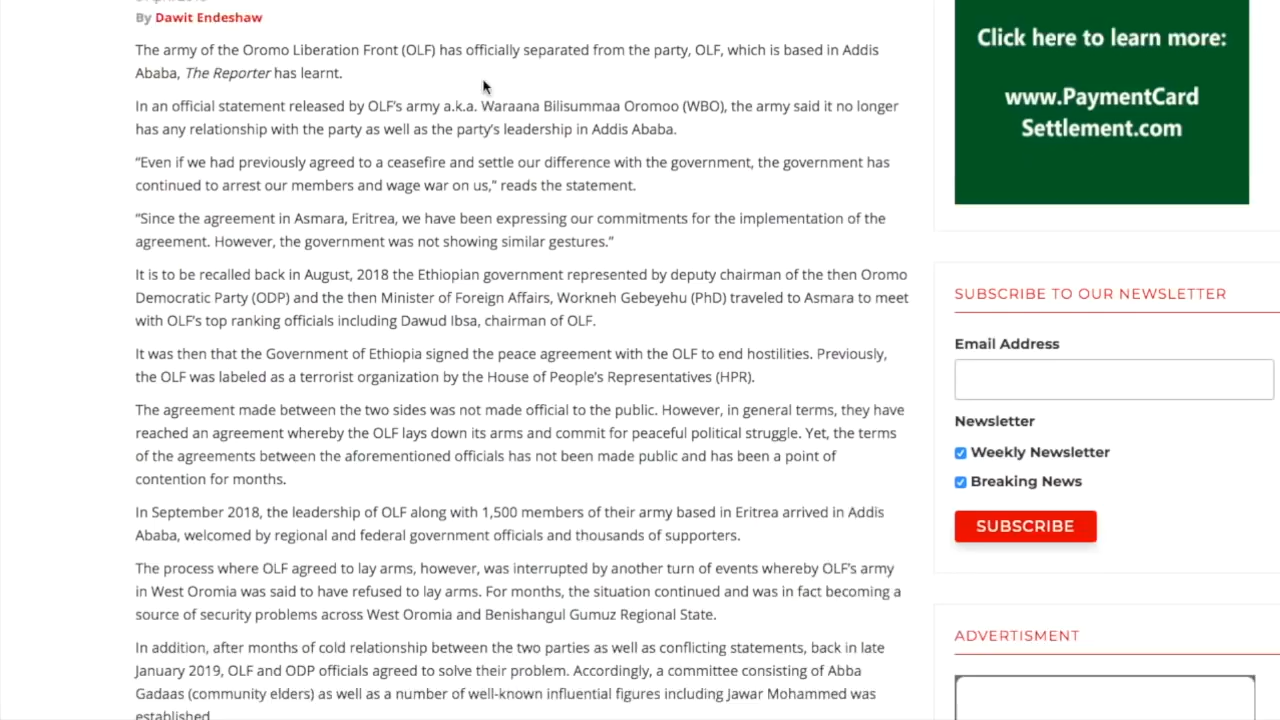 By Dawit Endeshaw
The army of the Oromo Liberation Front (OLF) has officially separated from the party, OLF, which is based in Addis
Ababa, The Reporter has learnt.
In an official statement released by OLF's army a.k.a. Waraana Bilisummaa Oromoo (WBO), the army said it no longer
has any relationship with the party as well as the party's leadership in Addis Ababa.
“Even if we had previously agreed to a ceasefire and settle our difference with the government, the government has
continued to arrest our members and wage war on us,” reads the statement.
“Since the agreement in Asmara, Eritrea, we have been expressing our commitments for the implementation of the
agreement. However, the government was not showing similar gestures.”
It is to be recalled back in August, 2018 the Ethiopian government represented by deputy chairman of the then Oromo
Democratic Party (ODP) and the then Minister of Foreign Affairs, Workneh Gebeyehu (PhD) traveled to Asmara to meet
with OLF's top ranking officials including Dawud Ibsa, chairman of OLF.
It was then that the Government of Ethiopia signed the peace agreement with the OLF to end hostilities. Previously,
the OLF was labeled as a terrorist organization by the House of People's Representatives (HPR).
The agreement made between the two sides was not made official to the public. However, in general terms, they have
reached an agreement whereby the OLF lays down its arms and commit for peaceful political struggle. Yet, the terms
of the agreements between the aforementioned officials has not been made public and has been a point of
contention for months.
In September 2018, the leadership of OLF along with 1,500 members of their army based in Eritrea arrived in Addis
Ababa, welcomed by regional and federal government officials and thousands of supporters.
The process where OLF agreed to lay arms, however, was interrupted by another turn of events whereby OLF's army
in West Oromia was said to have refused to lay arms. For months, the situation continued and was in fact becoming a
source of security problems across West Oromia and Benishangul Gumuz Regional State.
In addition, after months of cold relationship between the two parties as well as conflicting statements, back in late
January 2019, OLF and ODP officials agreed to solve their problem. Accordingly, a committee consisting of Abba
Gadaas (community elders) as well as a number of well-known influential figures including Jawar Mohammed was
established.
Click here to learn more:
www.PaymentCard
Settlement.com
SUBSCRIBE TO OUR NEWSLETTER
Email Address
Newsletter
Weekly Newsletter
Breaking News
SUBSCRIBE
ADVERTISMENT